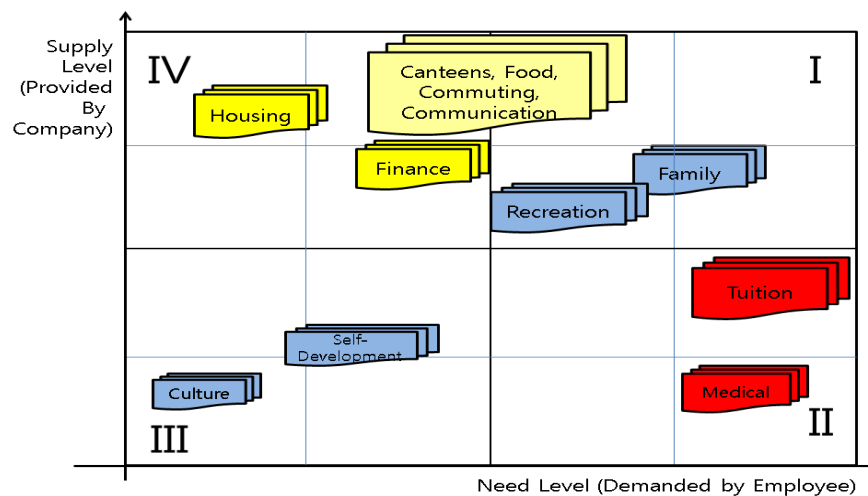 Supply
Level
(Provided
By
Company)
IV
I
Canteens, Food,
Commuting,
Communication
Housing
Finance
Family
Recreation
Tuition
Self-
Development
Culture
Medical
III
II
Need Level (Demanded by Employee)